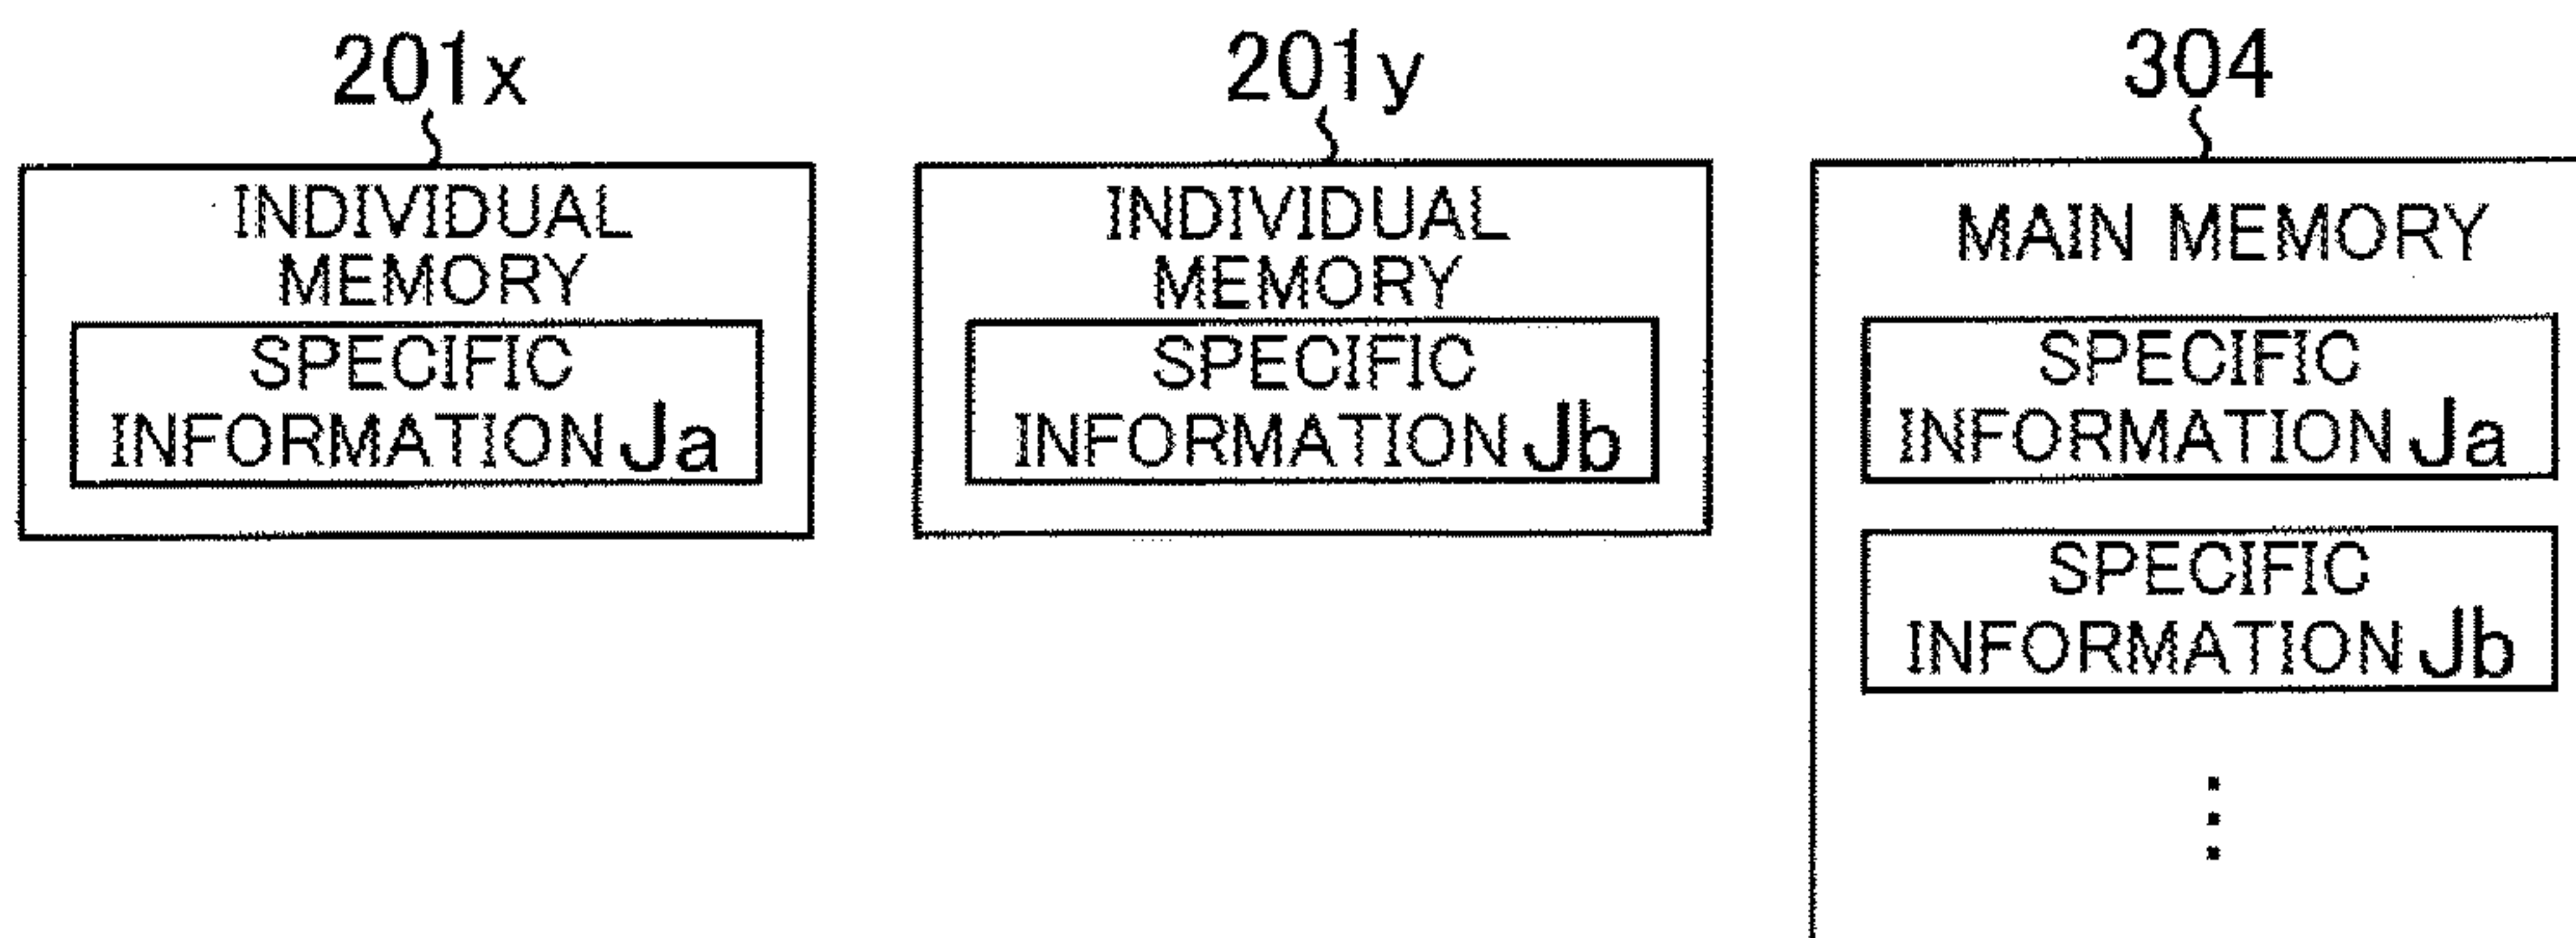 201x
INDIVIDUAL
MEMORY
SPECIFIC
INFORMATION Ja
201y
INDIVIDUAL
MEMORY
SPECIFIC
INFORMATION Jb
304
MAIN MEMORY
SPECIFIC
INFORMATION Ja
SPECIFIC
INFORMATION Jb